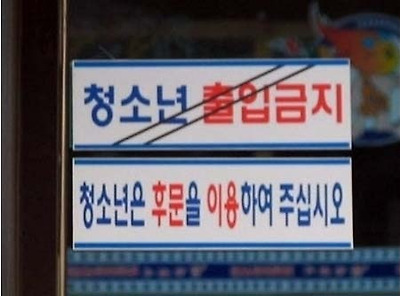 청소년 출입금지
청소년은 후문을 이용하여 주십시오